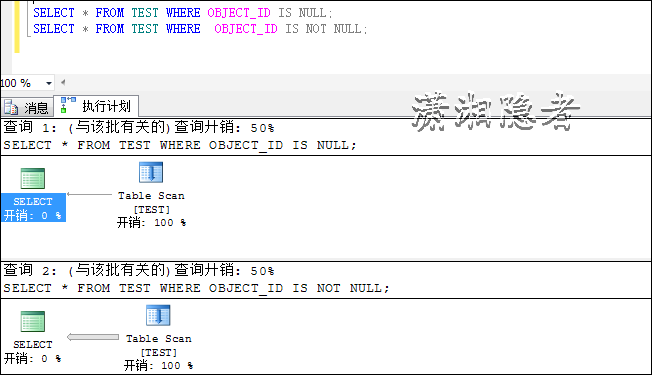 SELECT * FROM TEST WHERE OBJECT_ID IS NULL;
SELECT * FROM TEST WHERE  OBJECT_ID IS NOT NULL;
100 %
消息 执行计划
潇湘隐者
查询 1: (与该批有关的)查询开销: 50%
SELECT * FROM TEST WHERE OBJECT_ID IS NULL;
SELECT
开销: 0 %
Table Scan
[TEST]
开销: 100 %
查询 2: (与该批有关的)查询开销: 50%
SELECT * FROM TEST WHERE OBJECT_ID IS NOT NULL;
SELECT
开销: 0 %
Table Scan
[TEST]
开销: 100 %